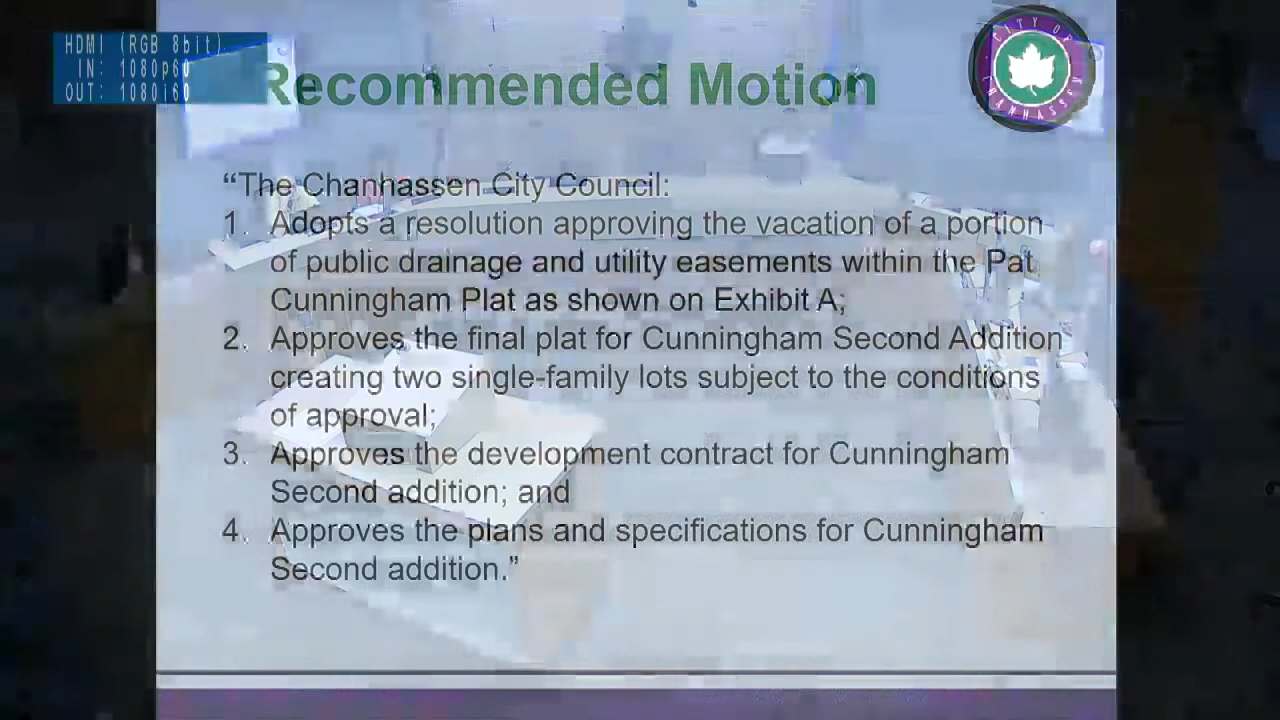 HDMI (RGB 8bit)
IN: 1080p60
OUT: 1080i60
Recommended Motion
CITY OF
CHANHASSEN
“The Chanhassen City Council:
1. Adopts a resolution approving the vacation of a portion
of public drainage and utility easements within the Pat
Cunningham Plat as shown on Exhibit A;
2. Approves the final plat for Cunningham Second Addition
creating two single-family lots subject to the conditions
of approval;
3. Approves the development contract for Cunningham
Second addition; and
4. Approves the plans and specifications for Cunningham
Second addition.”